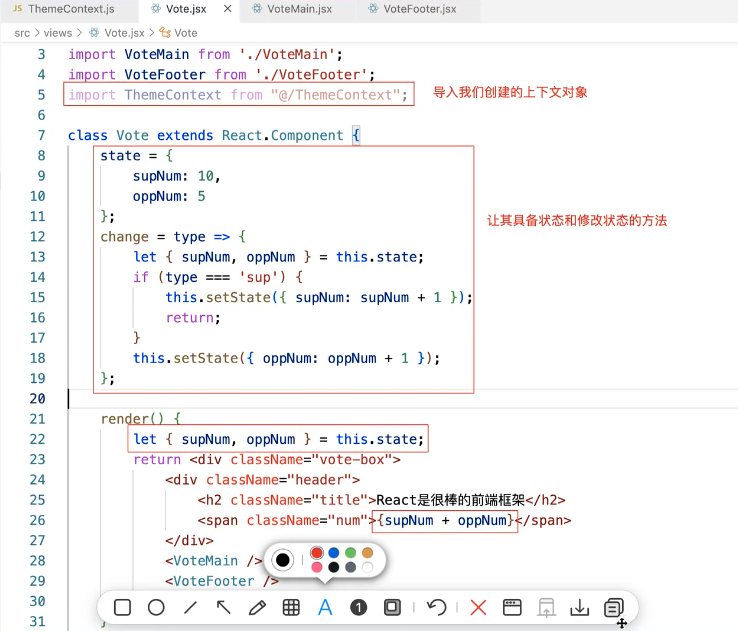 JS ThemeContext.js Vote.jsx × VoteMain.jsx VoteFooter.jsx
src > views > Vote.jsx > Vote
3 import VoteMain from './VoteMain';
4 import VoteFooter from './VoteFooter';
5 import ThemeContext from "@/ThemeContext"; 导入我们创建的上下文对象
6
7 class Vote extends React.Component {
8 state = {
9 supNum: 10,
10 oppNum: 5
11 };
12 change = type => {
13 let { supNum, oppNum } = this.state;
14 if (type === 'sup') {
15 this.setState({ supNum: supNum + 1 });
16 return;
17 }
18 this.setState({ oppNum: oppNum + 1 });
19 };
让其具备状态和修改状态的方法
20
21 render() {
22 let { supNum, oppNum } = this.state;
23 return <div className="vote-box">
24 <div className="header">
25 <h2 className="title">React是很棒的前端框架</h2>
26 <span className="num">{supNum + oppNum}</span>
27 </div>
28 <VoteMain />
29 <VoteFooter />
30
31 }
A 1